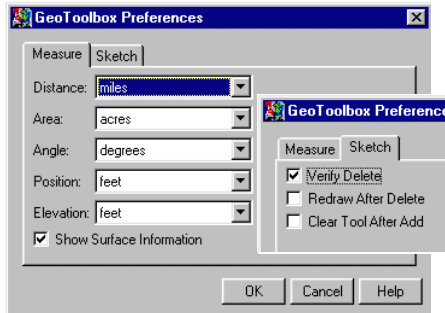 GeoToolbox Preferences
Measure Sketch
Distance: miles
Area: acres
Angle: degrees
Position: feet
Elevation: feet
Show Surface Information
OK Cancel Help
GeoToolbox Preference
Measure Sketch
Verify Delete
Redraw After Delete
Clear Tool After Add